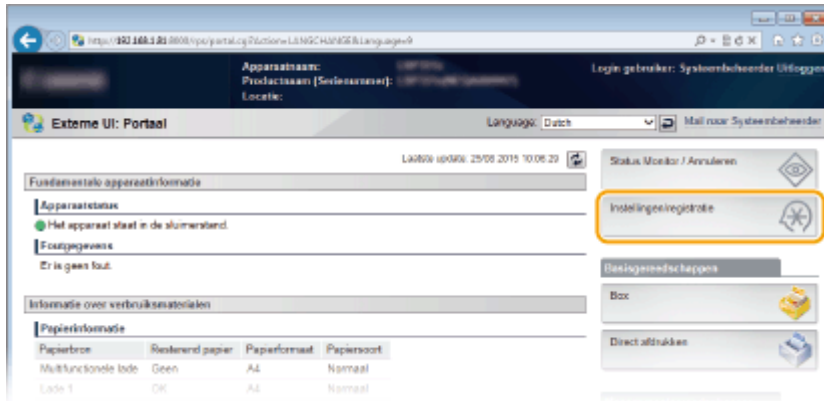 Apparaatnaam:
Productnaam (Serienummer):
Locatie:
Login gebruiker: Systeembeheerder Uitloggen
Externe UI: Portaal
Language: Dutch
Mail naar Systeembeheerder
Laatste update: 25/08 2015 10:06:29
Fundamentele apparaatinformatie
Apparaatstatus
Het apparaat staat in de sluimerstand.
Foutgegevens
Er is geen fout.
Informatie over verbruiksmaterialen
Papierinformatie
Papierbron Resterend papier Papierformaat Papiersoort
Multifunctionele lade Geen A4 Normaal
Lade 1 OK A4 Normaal
Status Monitor / Annuleren
Instellingen/registratie
Basisgereedschappen
Box
Direct afdrukken